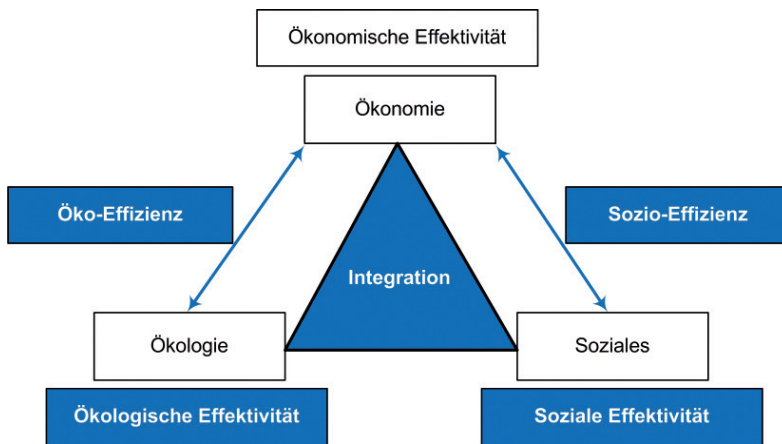 Ökonomische Effektivität
Ökonomie
Öko-Effizienz
Sozio-Effizienz
Integration
Ökologie
Soziales
Ökologische Effektivität
Soziale Effektivität